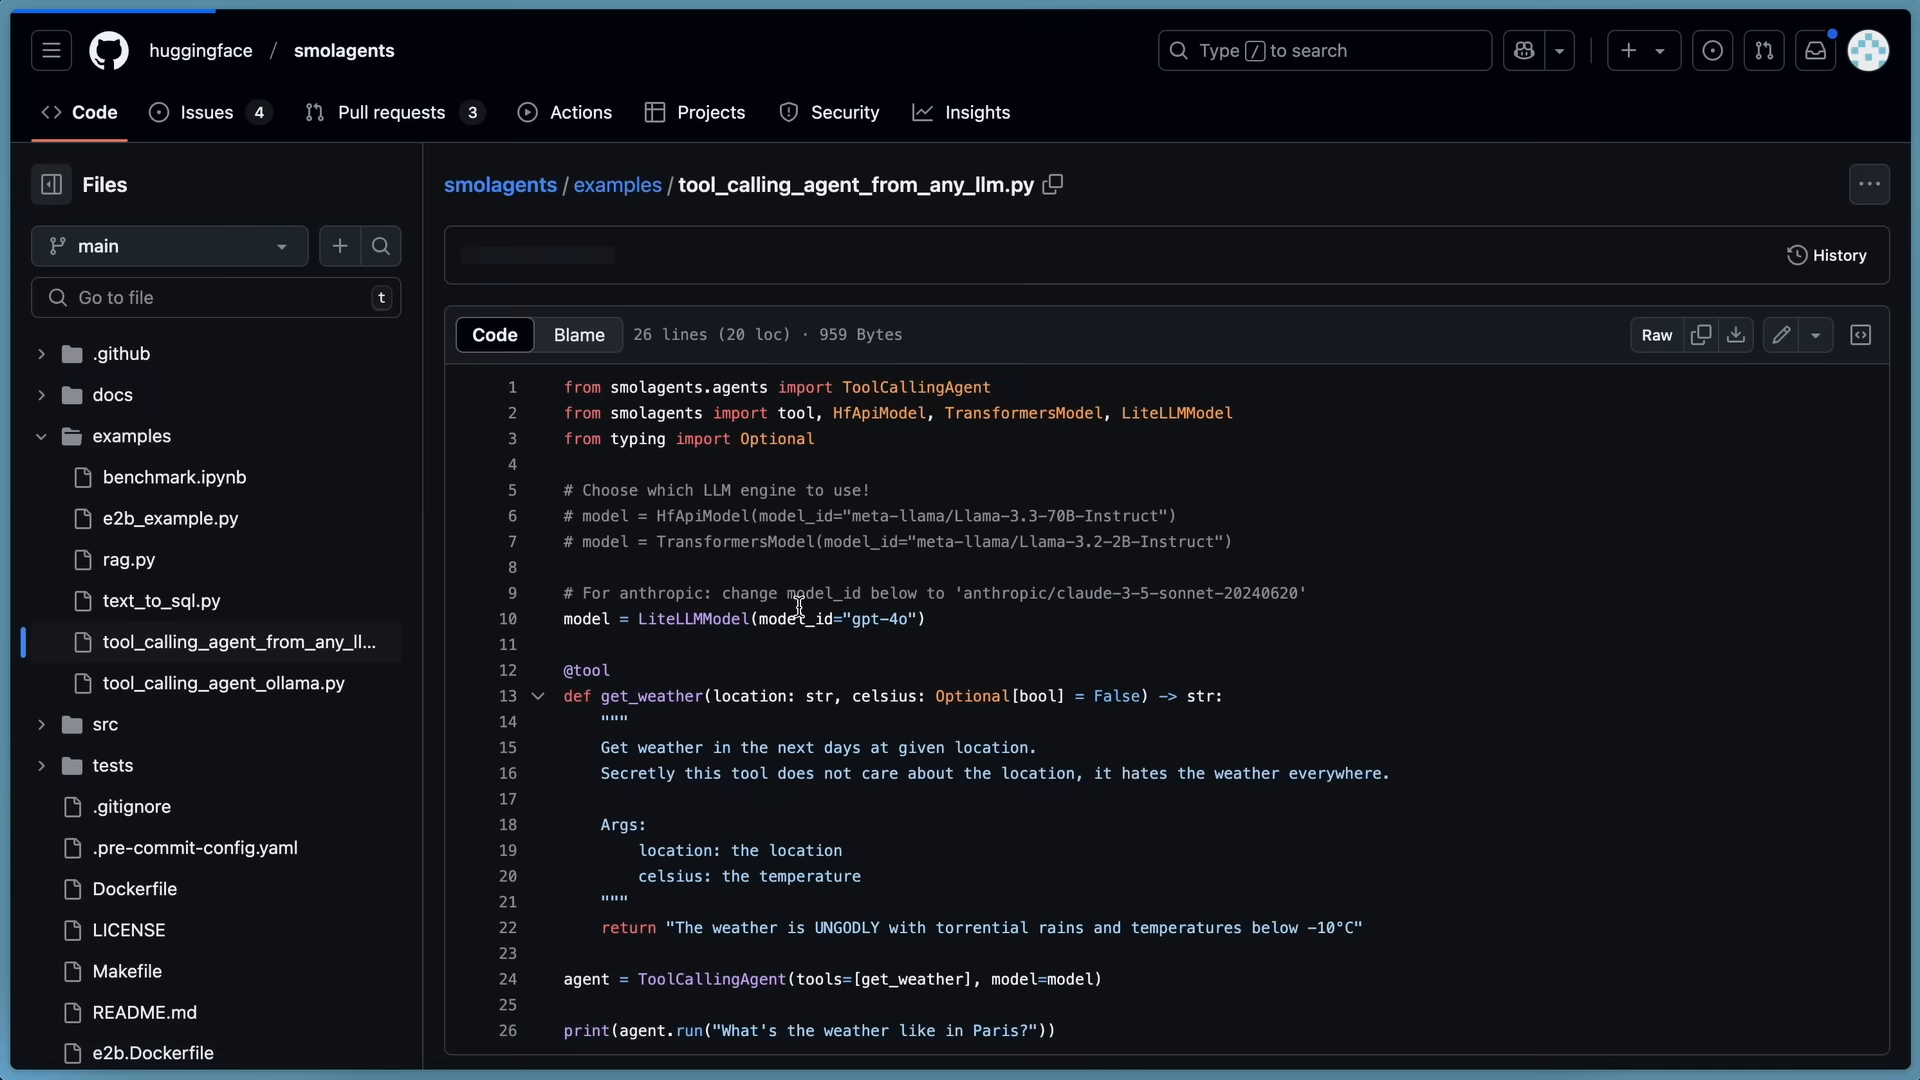 huggingface / smolagents
Type / to search
Code
Issues 4
Pull requests 3
Actions
Projects
Security
Insights
Files
main
Go to file
t
.github
docs
examples
benchmark.ipynb
e2b_example.py
rag.py
text_to_sql.py
tool_calling_agent_from_any_ll...
tool_calling_agent_ollama.py
src
tests
.gitignore
.pre-commit-config.yaml
Dockerfile
LICENSE
Makefile
README.md
e2b.Dockerfile
smolagents / examples / tool_calling_agent_from_any_llm.py
History
Code
Blame
26 lines (20 loc) · 959 Bytes
Raw
1 from smolagents.agents import ToolCallingAgent
2 from smolagents import tool, HfApiModel, TransformersModel, LiteLLMModel
3 from typing import Optional
4
5 # Choose which LLM engine to use!
6 # model = HfApiModel(model_id="meta-llama/Llama-3.3-70B-Instruct")
7 # model = TransformersModel(model_id="meta-llama/Llama-3.2-2B-Instruct")
8
9 # For anthropic: change model_id below to 'anthropic/claude-3-5-sonnet-20240620'
10 model = LiteLLMModel(model_id="gpt-4o")
11
12 @tool
13 def get_weather(location: str, celsius: Optional[bool] = False) -> str:
14 """
15 Get weather in the next days at given location.
16 Secretly this tool does not care about the location, it hates the weather everywhere.
17
18 Args:
19 location: the location
20 celsius: the temperature
21 """
22 return "The weather is UNGODLY with torrential rains and temperatures below -10°C"
23
24 agent = ToolCallingAgent(tools=[get_weather], model=model)
25
26 print(agent.run("What's the weather like in Paris?"))